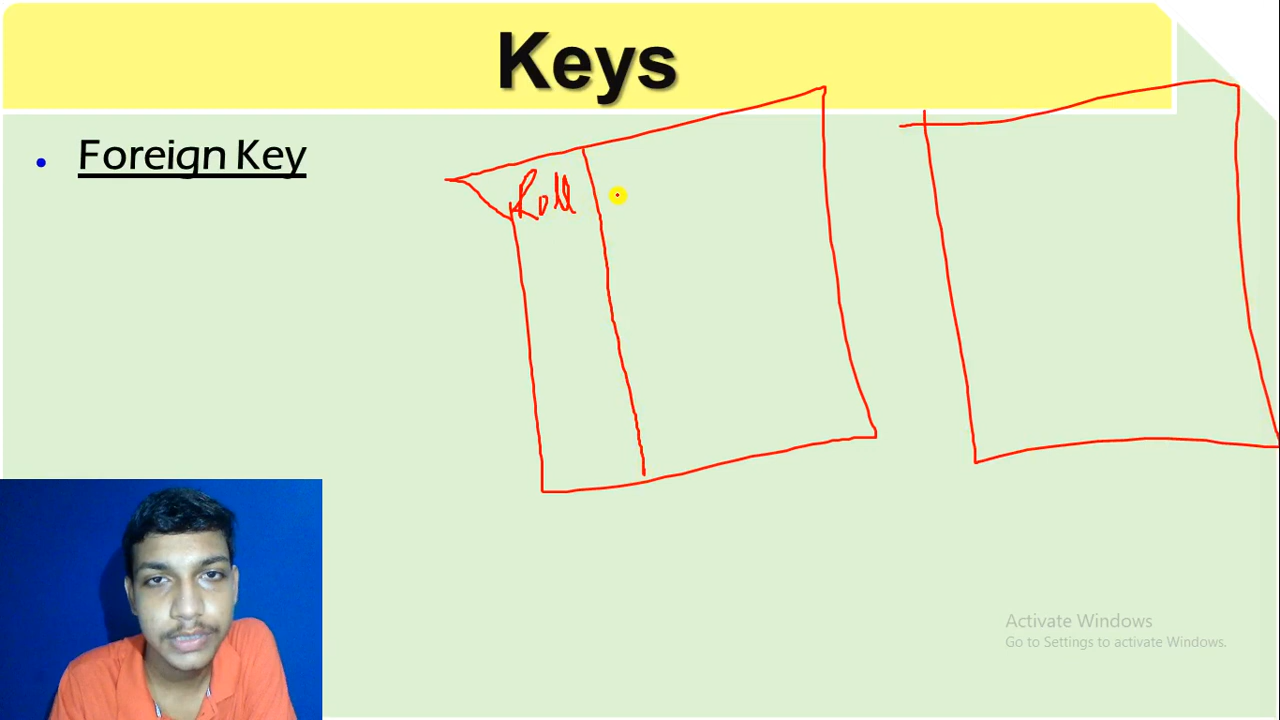 Keys
Foreign Key
Roll
Activate Windows
Go to Settings to activate Windows.